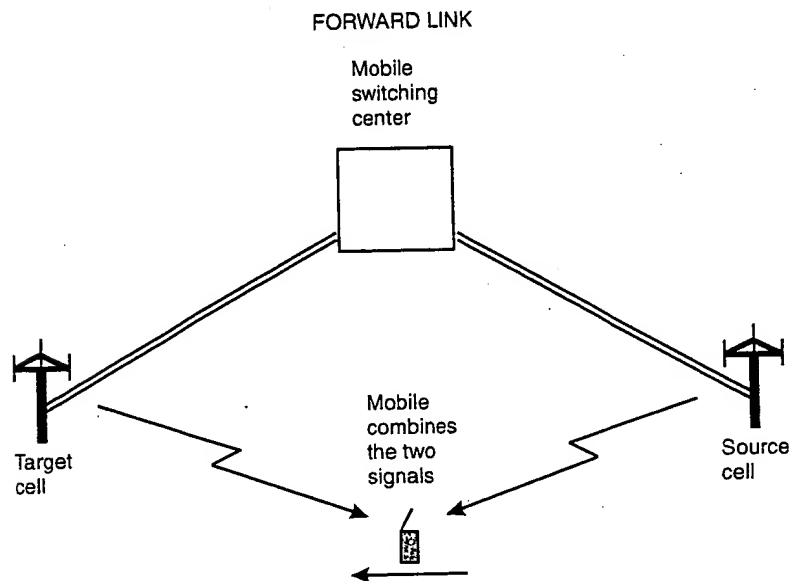 FORWARD LINK
Mobile
switching
center
Mobile
combines
the two
signals
Target
cell
Source
cell